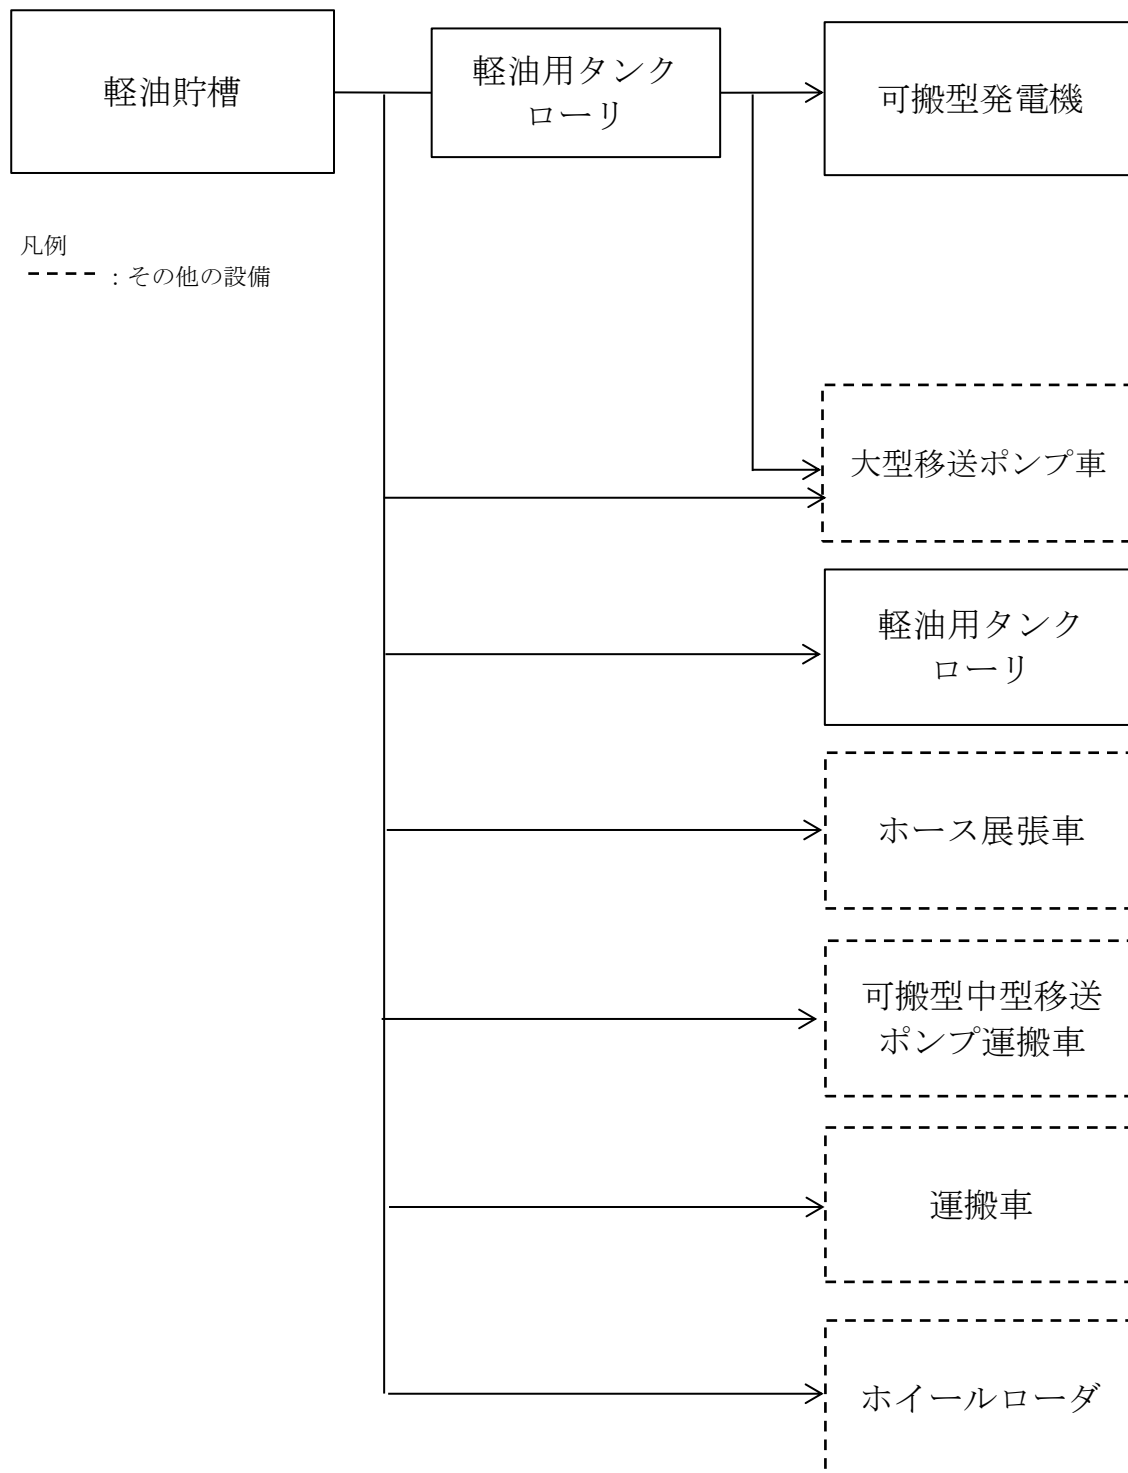 軽油貯槽
軽油用タンク
ローリ
可搬型発電機
凡例
：その他の設備
大型移送ポンプ車
軽油用タンク
ローリ
ホース展張車
可搬型中型移送
ポンプ運搬車
運搬車
ホイールローダ